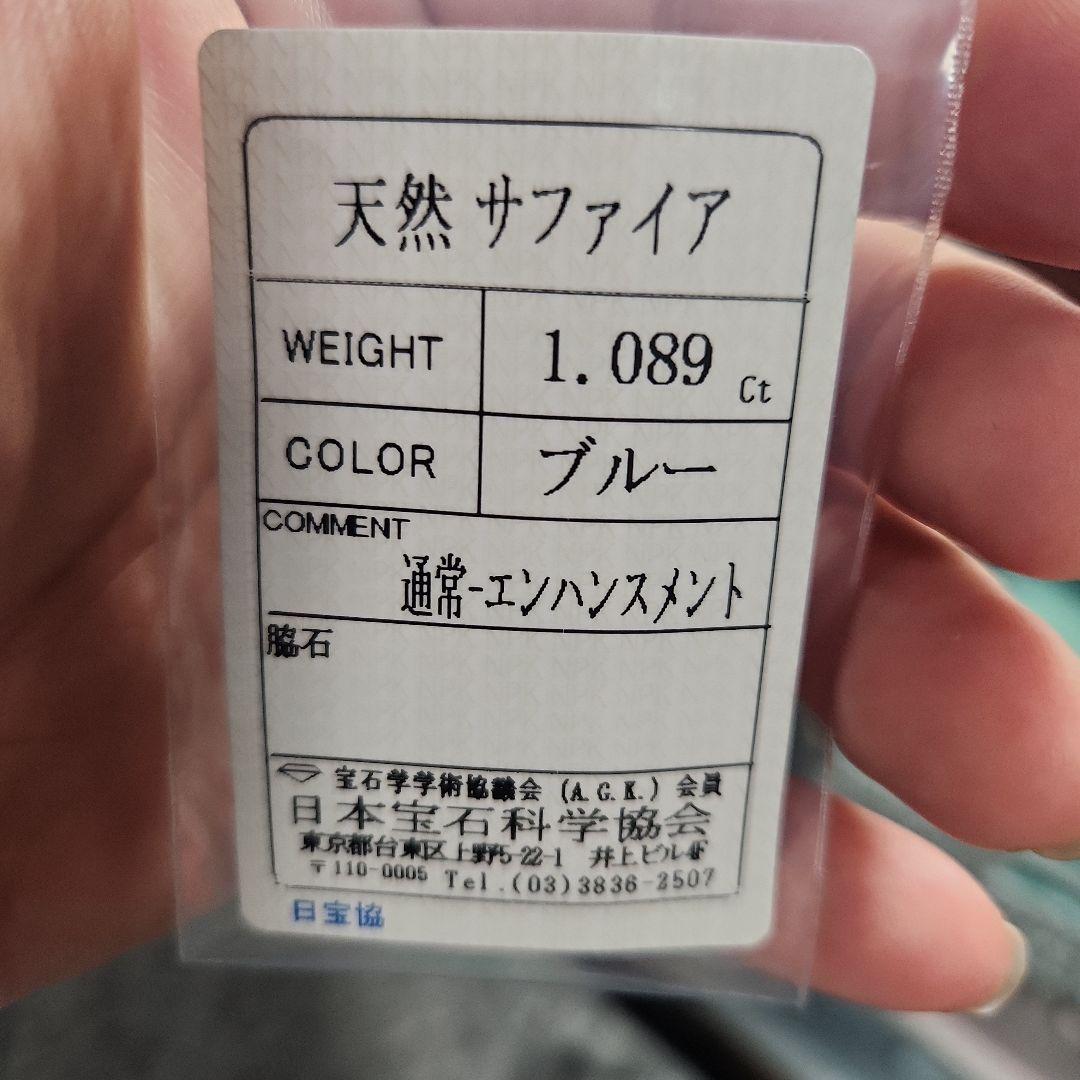 天然 サファイア
WEIGHT 1.089 Ct
COLOR ブルー
COMMENT
通常-エンハンスメント
脇石
宝石学学術協議会 (A.G.K.) 会員
日本宝石科学協会
東京都台東区上野5-22-1 井上ビル4F
〒110-0005 Tel.(03)3836-2507
日宝協